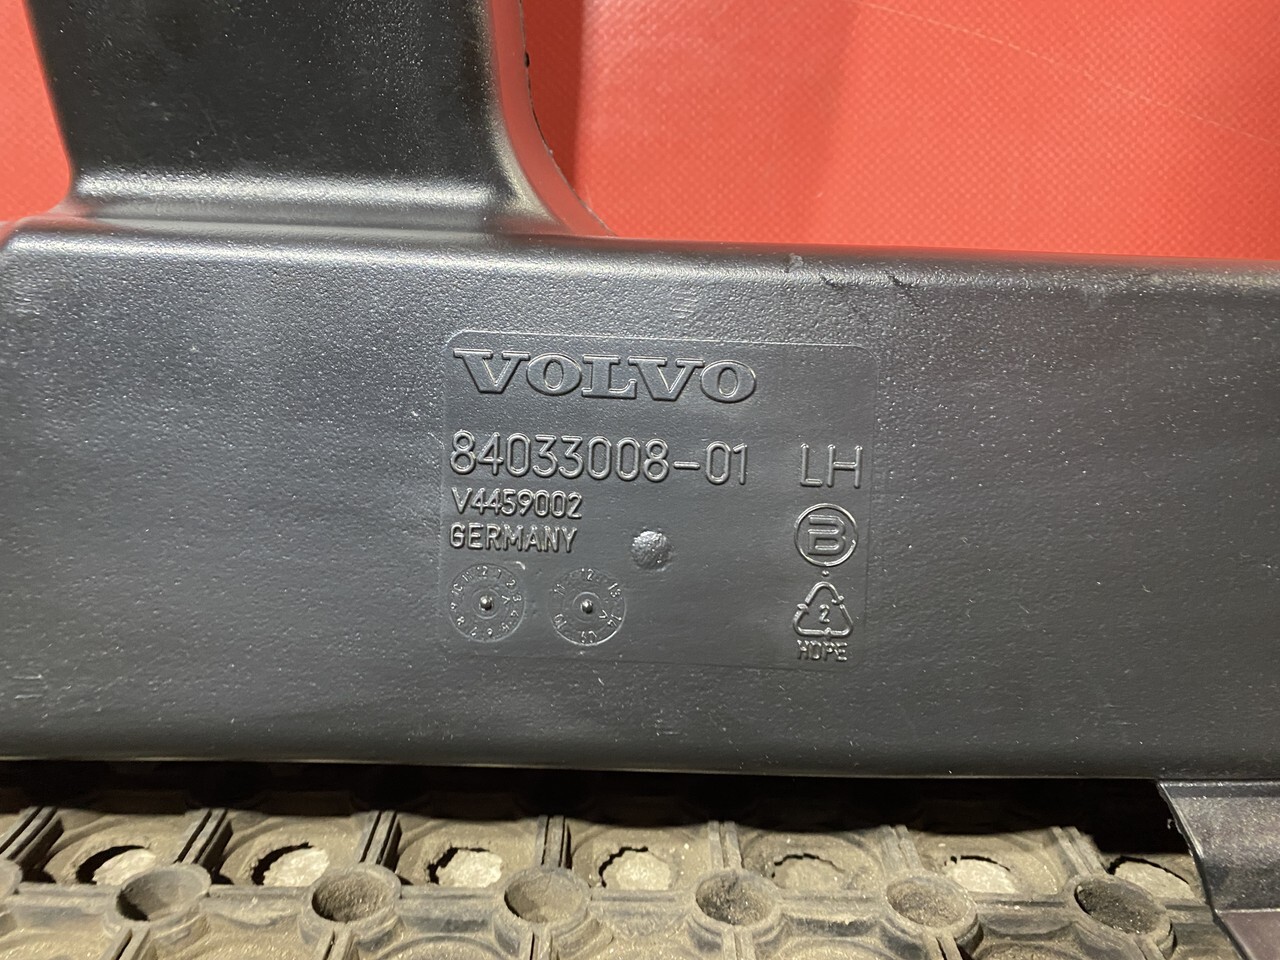 VOLVO
84033008-01 LH
V4459002
GERMANY
B
2
HDPE